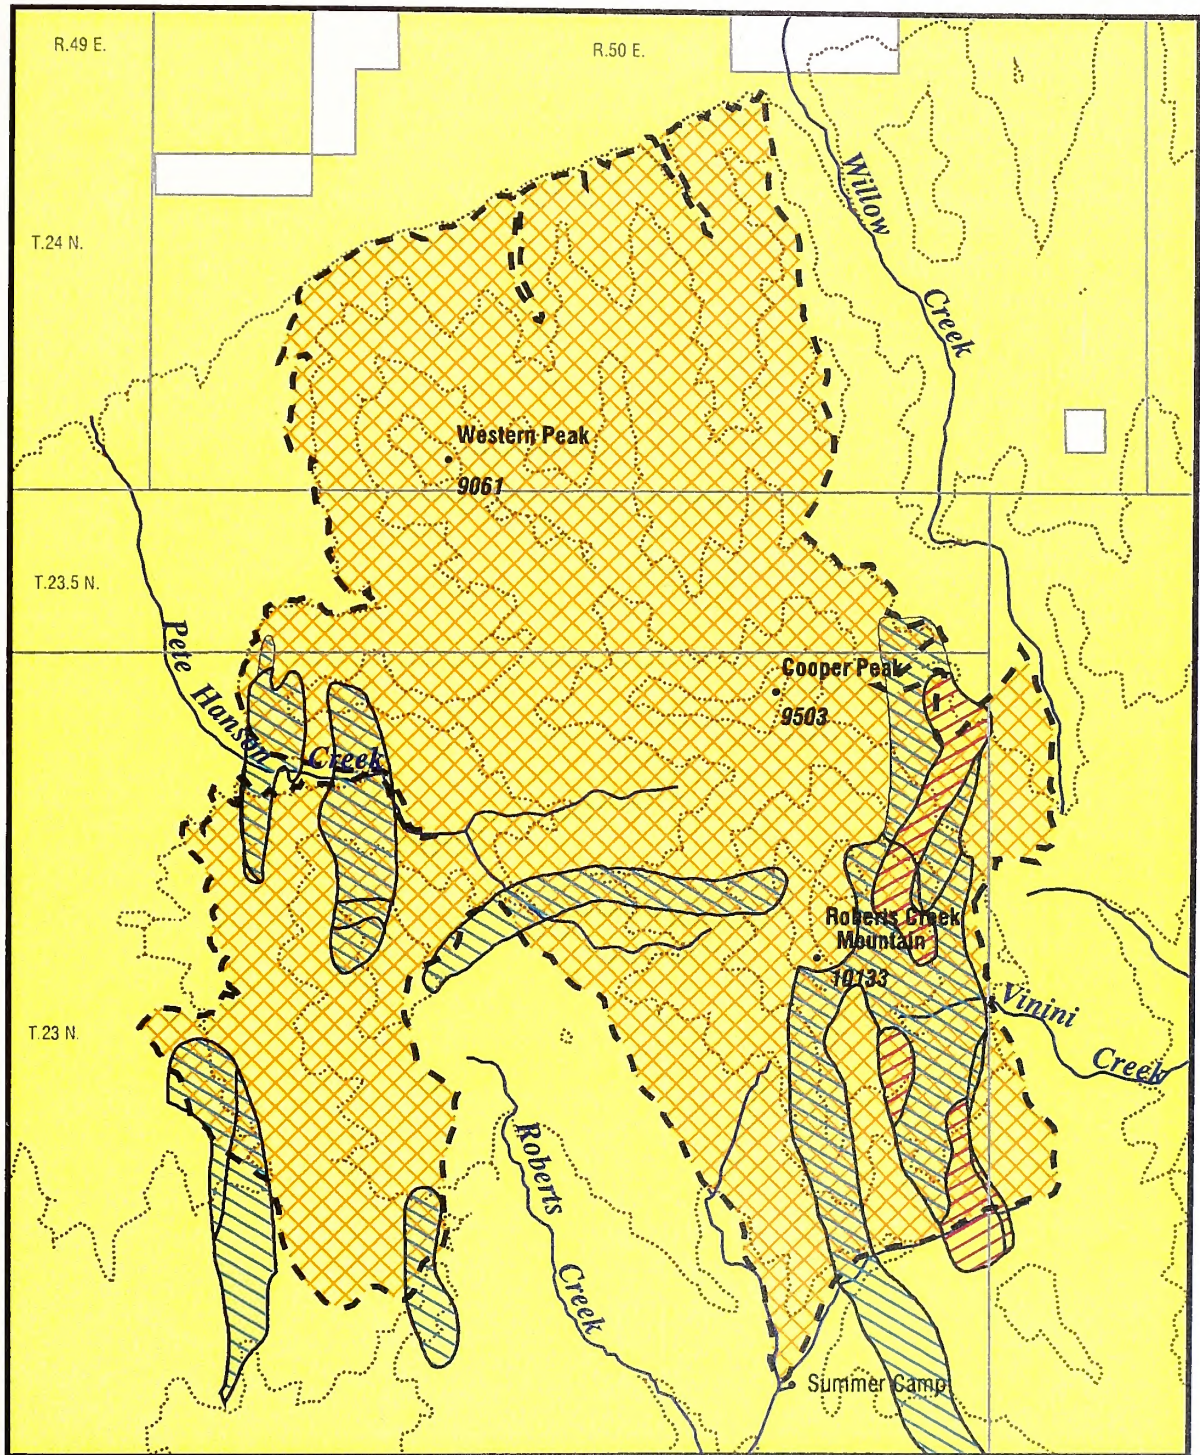 R.49 E.
R.50 E.
Willow
T.24 N.
Creek
Western Peak
9061
T.23.5 N.
Pete
Hanson
Creek
Cooper Peak
9503
Roberts Creek
Mountain
10133
Vinini
Creek
T.23 N.
Roberts
Creek
Summer Camp